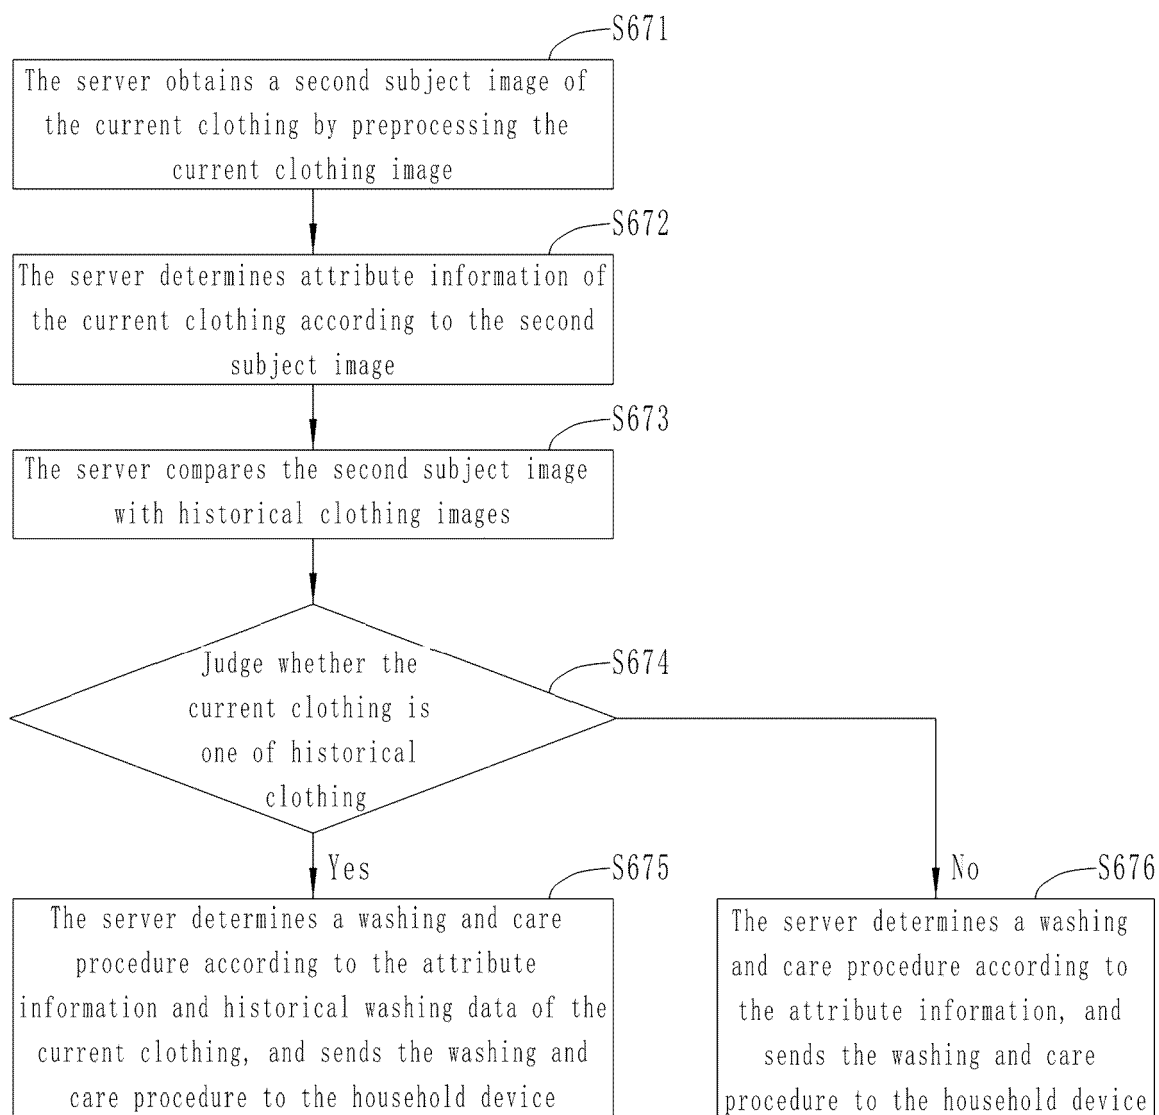 S671
The server obtains a second subject image of
the current clothing by preprocessing the
current clothing image
S672
The server determines attribute information of
the current clothing according to the second
subject image
S673
The server compares the second subject image
with historical clothing images
S674
Judge whether the
current clothing is
one of historical
clothing
Yes
S675
The server determines a washing and care
procedure according to the attribute
information and historical washing data of the
current clothing, and sends the washing and
care procedure to the household device
No
S676
The server determines a washing
and care procedure according to
the attribute information, and
sends the washing and care
procedure to the household device